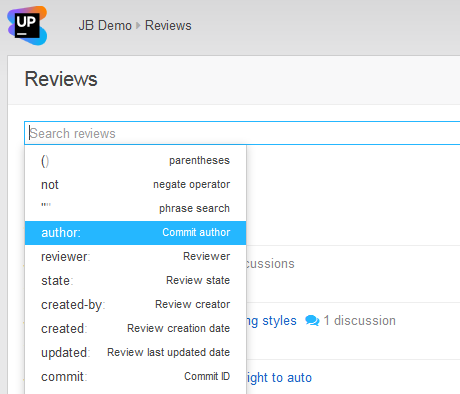 UP
JB Demo Reviews
Reviews
Search reviews
() parentheses
not negate operator
"" phrase search
author: Commit author
reviewer: Reviewer
cussions
state: Review state
created-by: Review creator
created: Review creation date
ng styles 1 discussion
updated: Review last updated date
commit: Commit ID
ight to auto